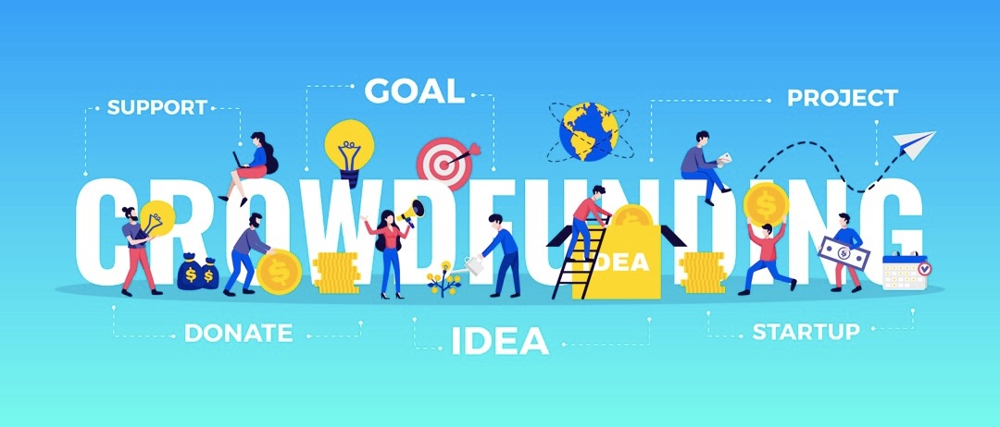 GOAL
SUPPORT
PROJECT
CROWDFUNDING
IDEA
$ $
$
$
$
$
DONATE
IDEA
STARTUP